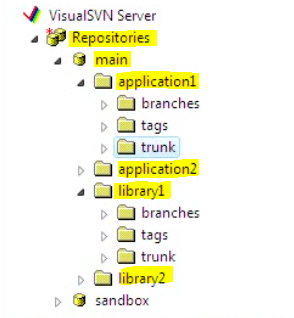 VisualSVN Server
Repositories
main
application1
branches
tags
trunk
application2
library1
branches
tags
trunk
library2
sandbox